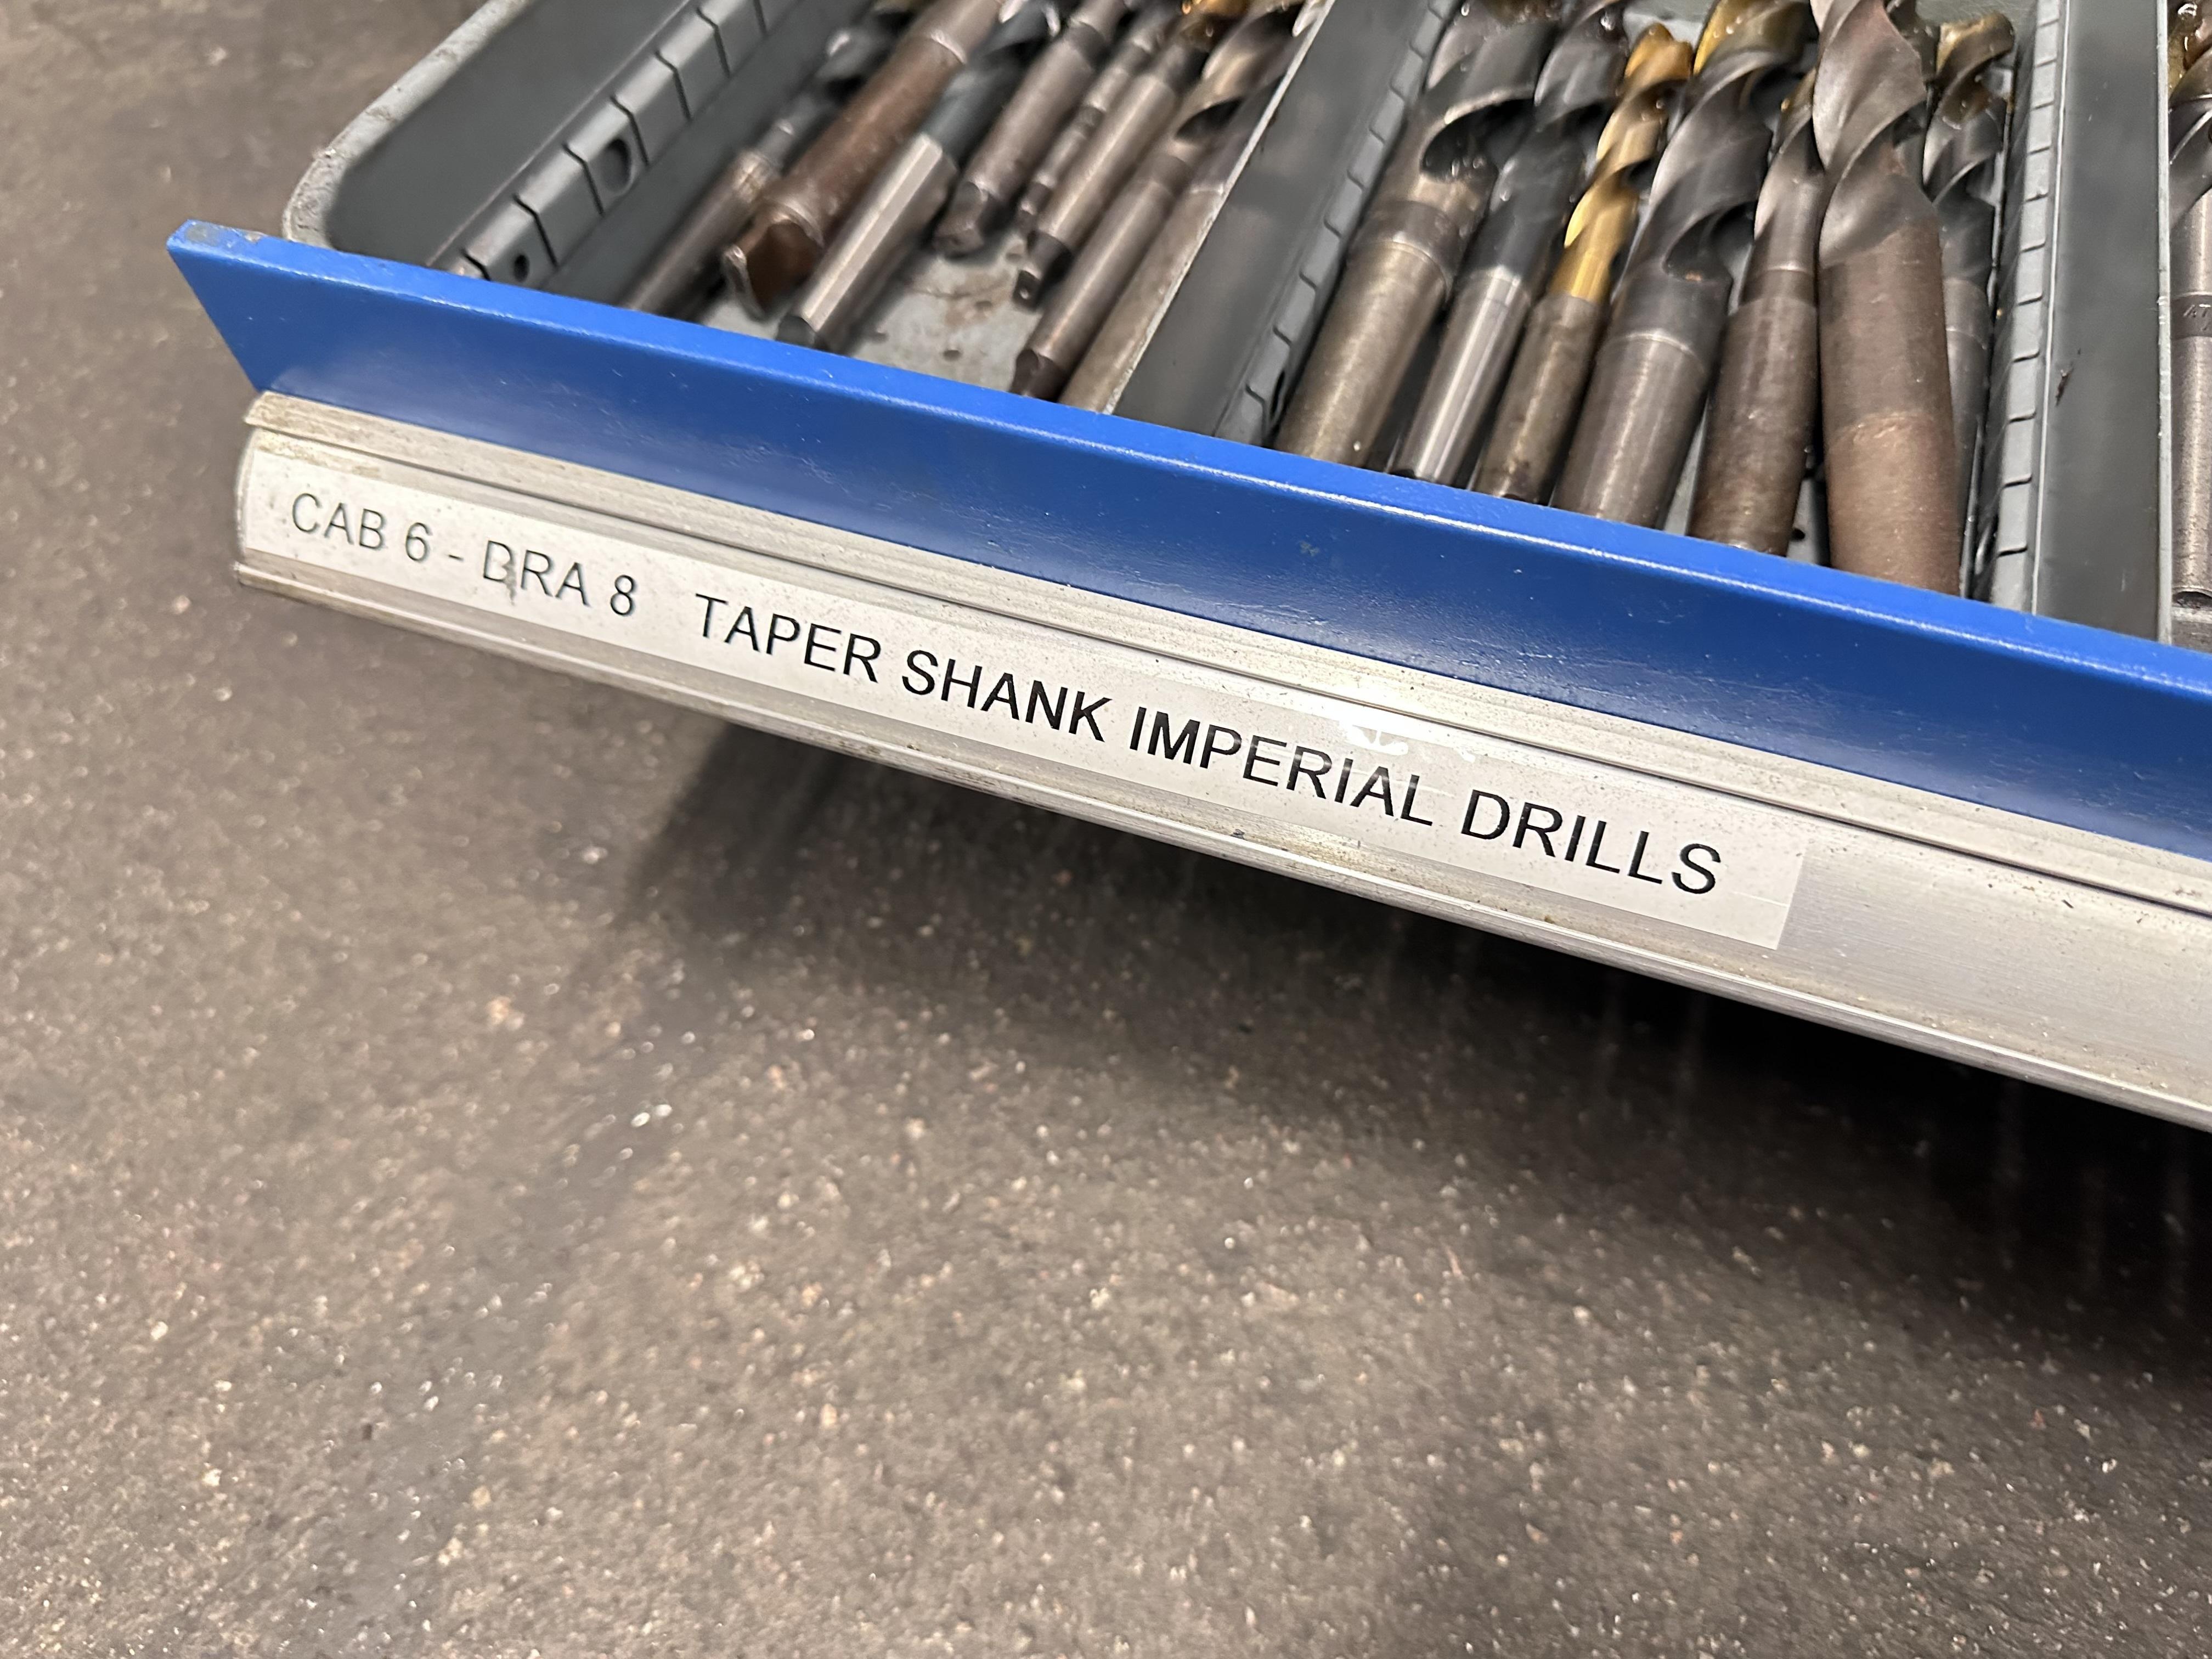 CAB 6 - DRA 8 TAPER SHANK IMPERIAL DRILLS